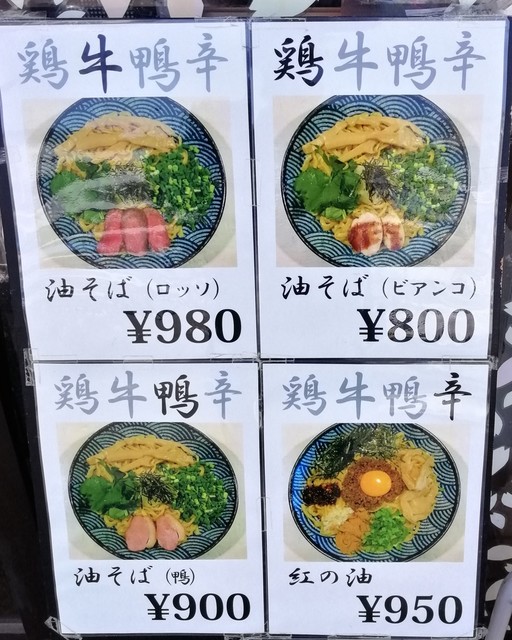 鶏牛鴨辛
油そば（ロッソ）
¥980
鶏牛鴨辛
油そば（ビアンコ）
¥800
鶏牛鴨辛
油そば（鴨）
¥900
鶏牛鴨辛
紅の油
¥950